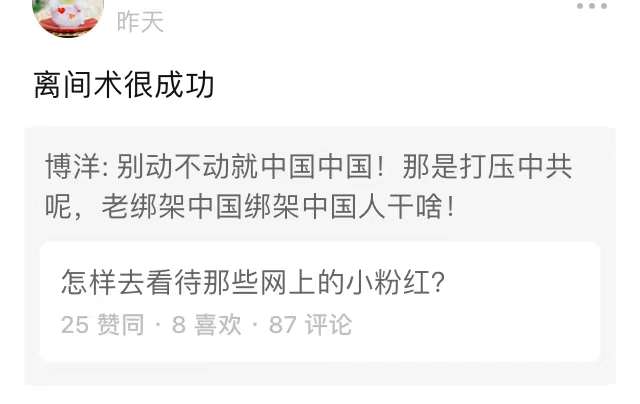 昨天
离间术很成功
博洋: 别动不动就中国中国！那是打压中共
呢，老绑架中国绑架中国人干啥！
怎样去看待那些网上的小粉红？
25 赞同 · 8 喜欢 · 87 评论